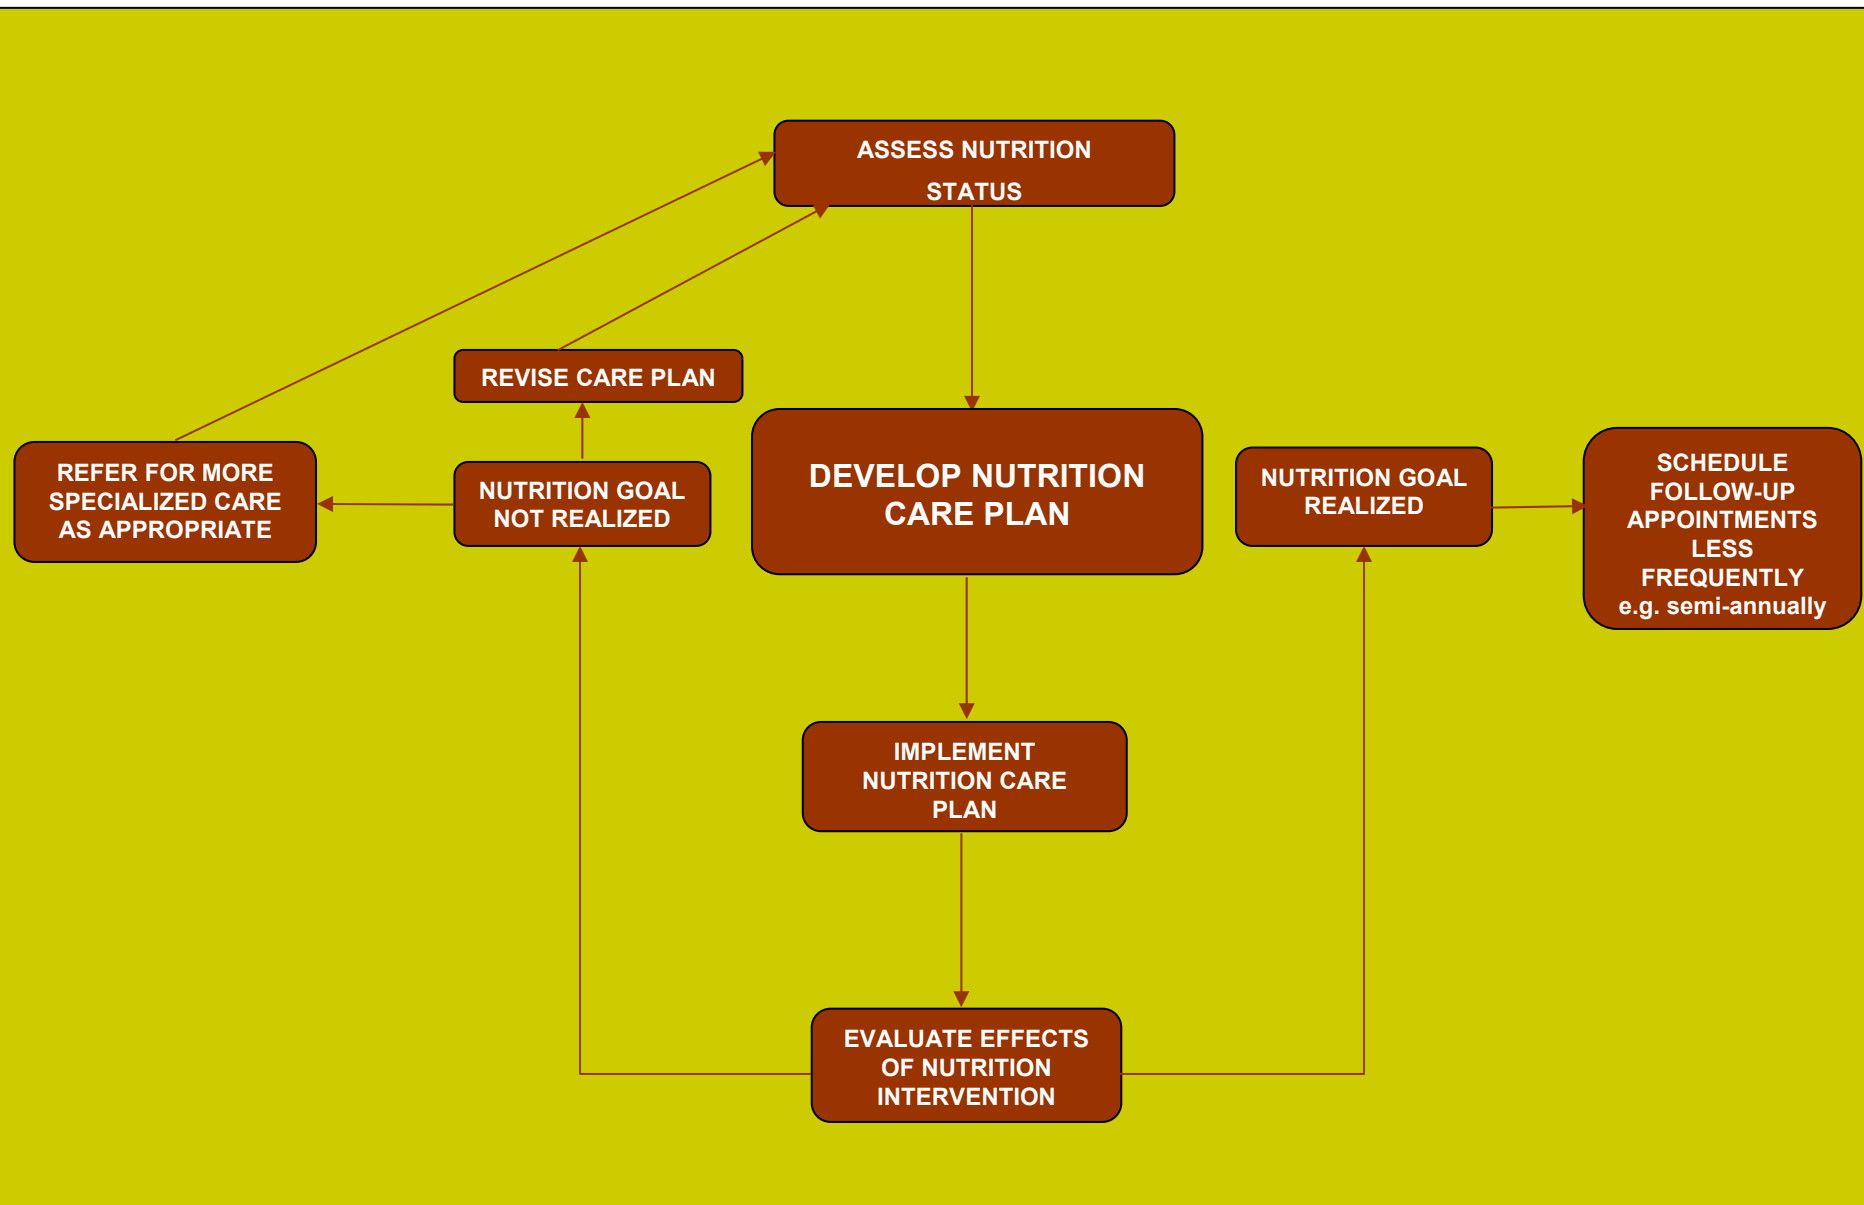 ASSESS NUTRITION
STATUS
REVISE CARE PLAN
REFER FOR MORE
SPECIALIZED CARE
AS APPROPRIATE
NUTRITION GOAL
NOT REALIZED
DEVELOP NUTRITION
CARE PLAN
NUTRITION GOAL
REALIZED
SCHEDULE
FOLLOW-UP
APPOINTMENTS
LESS
FREQUENTLY
e.g. semi-annually
IMPLEMENT
NUTRITION CARE
PLAN
EVALUATE EFFECTS
OF NUTRITION
INTERVENTION